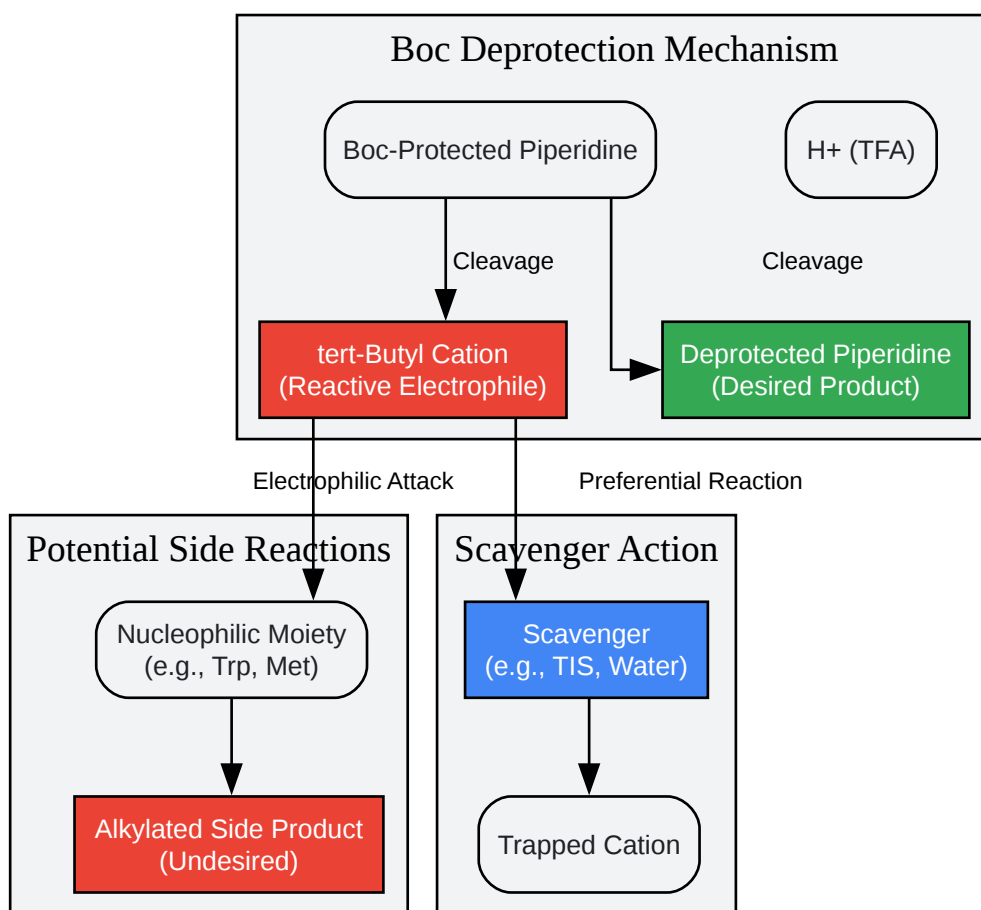 Boc Deprotection Mechanism
Boc-Protected Piperidine
H+ (TFA)
Cleavage
Cleavage
tert-Butyl Cation
(Reactive Electrophile)
Deprotected Piperidine
(Desired Product)
Electrophilic Attack
Preferential Reaction
Potential Side Reactions
Nucleophilic Moiety
(e.g., Trp, Met)
Alkylated Side Product
(Undesired)
Scavenger Action
Scavenger
(e.g., TIS, Water)
Trapped Cation